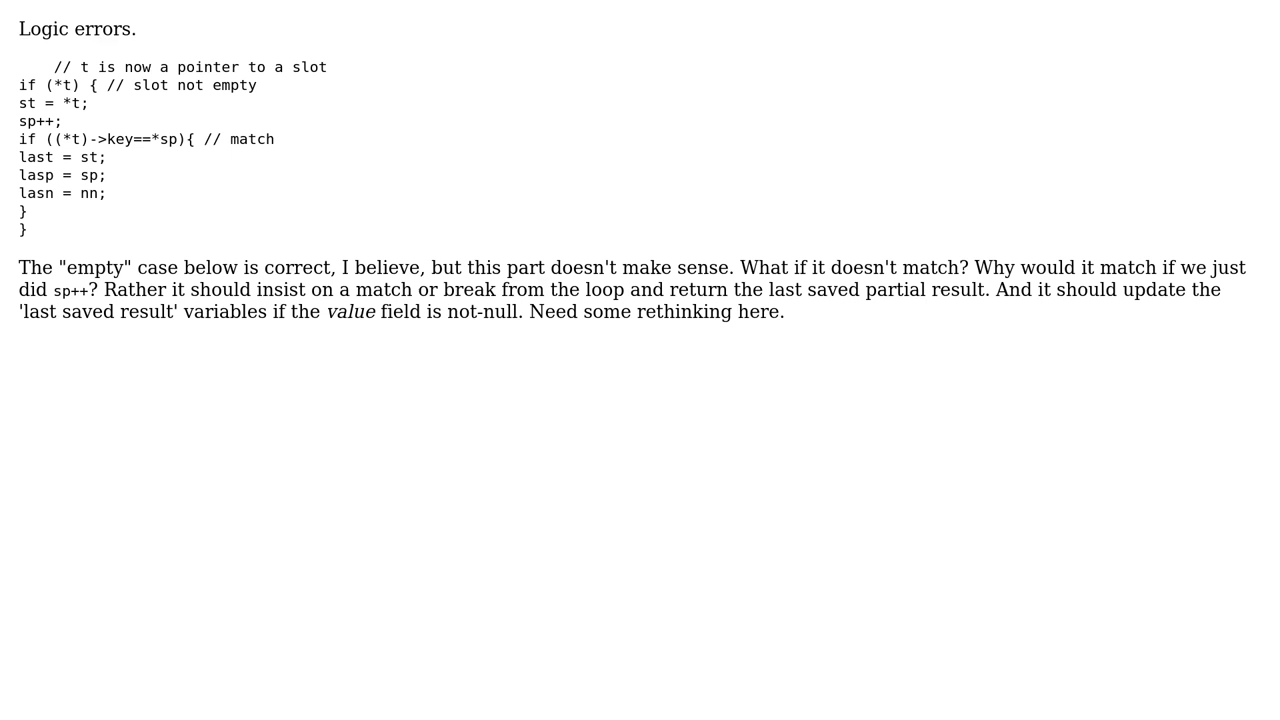 Logic errors.
// t is now a pointer to a slot
if (*t) { // slot not empty
st = *t;
sp++;
if ((*t)->key==*sp){ // match
last = st;
lasp = sp;
lasn = nn;
}
}
The "empty" case below is correct, I believe, but this part doesn't make sense. What if it doesn't match? Why would it match if we just
did sp++? Rather it should insist on a match or break from the loop and return the last saved partial result. And it should update the
'last saved result' variables if the value field is not-null. Need some rethinking here.